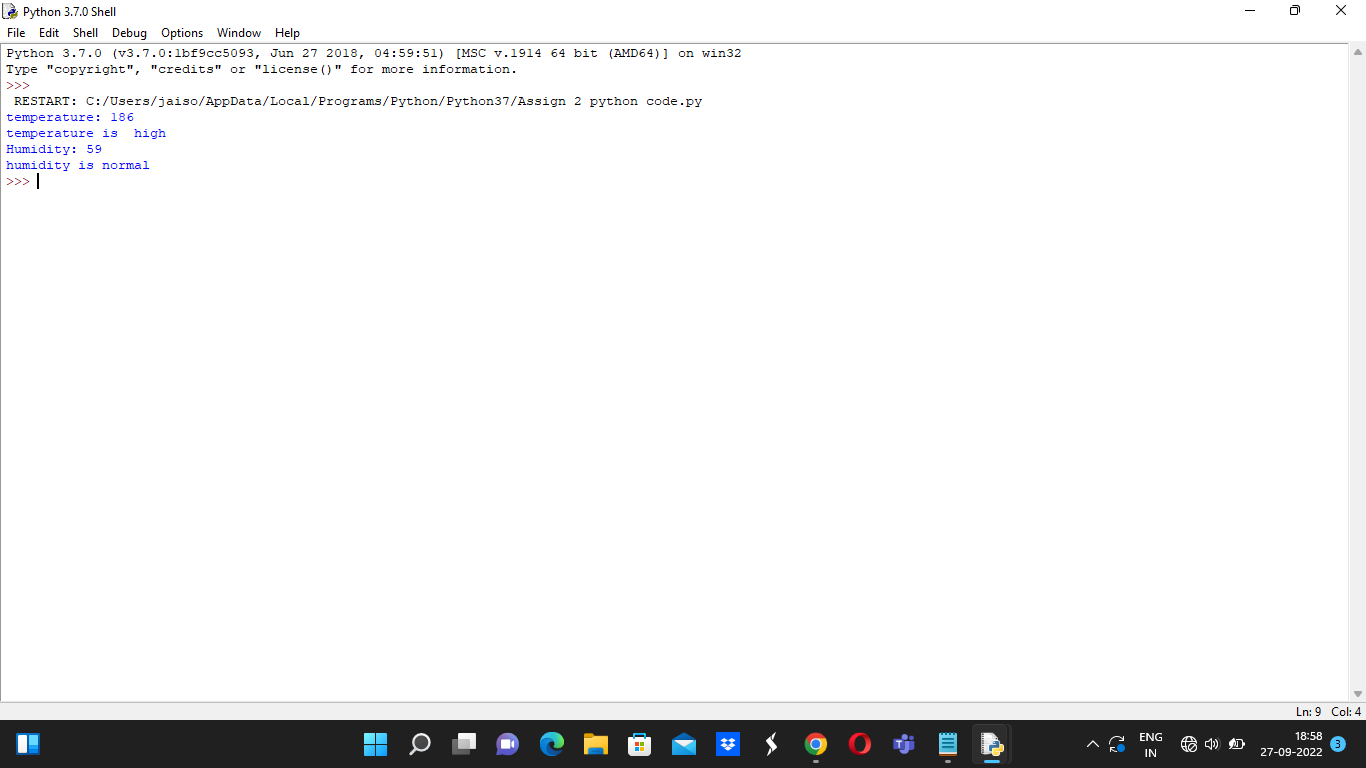 Python 3.7.0 Shell
File Edit Shell Debug Options Window Help
Python 3.7.0 (v3.7.0:1bf9cc5093, Jun 27 2018, 04:59:51) [MSC v.1914 64 bit (AMD64)] on win32
Type "copyright", "credits" or "license()" for more information.
>>>
 RESTART: C:/Users/jaiso/AppData/Local/Programs/Python/Python37/Assign 2 python code.py
temperature: 186
temperature is  high
Humidity: 59
humidity is normal
>>>
Ln: 9 Col: 4
ENG
IN
18:58
27-09-2022
3